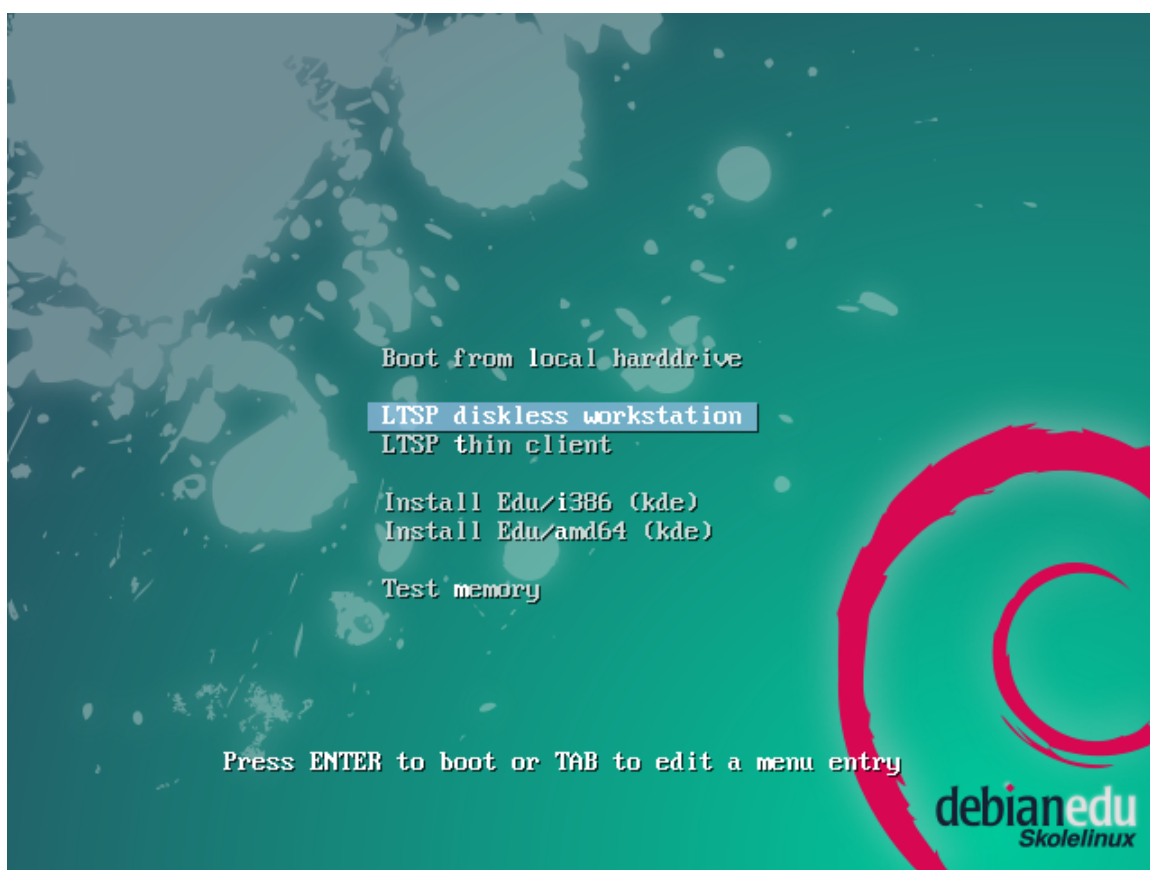 Boot from local harddrive
LTSP diskless workstation
LTSP thin client
Install Edu/i386 (kde)
Install Edu/amd64 (kde)
Test memory
Press ENTER to boot or TAB to edit a menu entry
debianedu
Skolelinux